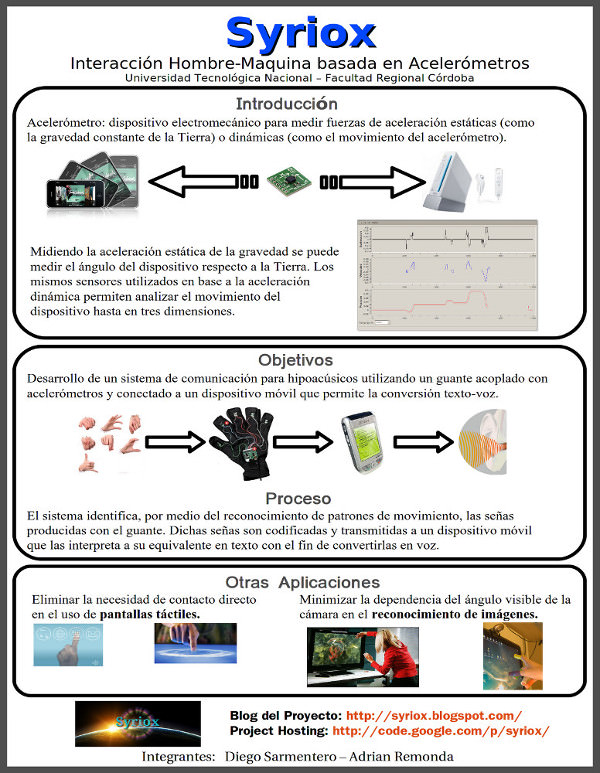 Syriox
Interacción Hombre-Maquina basada en Acelerómetros
Universidad Tecnológica Nacional – Facultad Regional Córdoba
Introducción
Acelerómetro: dispositivo electromecánico para medir fuerzas de aceleración estáticas (como
la gravedad constante de la Tierra) o dinámicas (como el movimiento del acelerómetro).
Midiendo la aceleración estática de la gravedad se puede
medir el ángulo del dispositivo respecto a la Tierra. Los
mismos sensores utilizados en base a la aceleración
dinámica permiten analizar el movimiento del
dispositivo hasta en tres dimensiones.
Objetivos
Desarrollo de un sistema de comunicación para hipoacúsicos utilizando un guante acoplado con
acelerómetros y conectado a un dispositivo móvil que permite la conversión texto-voz.
Proceso
El sistema identifica, por medio del reconocimiento de patrones de movimiento, las señas
producidas con el guante. Dichas señas son codificadas y transmitidas a un dispositivo móvil
que las interpreta a su equivalente en texto con el fin de convertirlas en voz.
Otras Aplicaciones
Eliminar la necesidad de contacto directo
en el uso de pantallas táctiles.
Minimizar la dependencia del ángulo visible de la
cámara en el reconocimiento de imágenes.
Syriox
Blog del Proyecto: http://syriox.blogspot.com/
Project Hosting: http://code.google.com/p/syriox/
Integrantes: Diego Sarmentero – Adrian Remonda